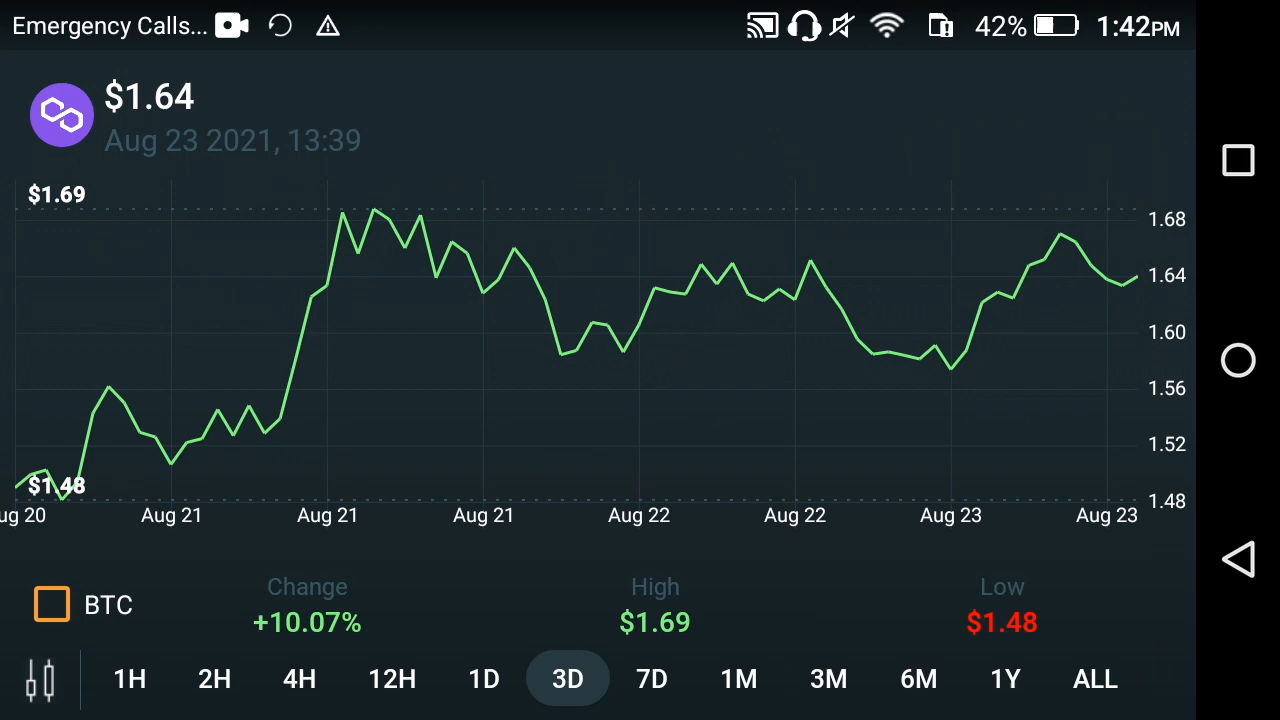 Emergency Calls... 42% 1:42PM
$1.64
Aug 23 2021, 13:39
$1.69
1.68
1.64
1.60
1.56
1.52
$1.48
1.48
ug 20 Aug 21 Aug 21 Aug 21 Aug 22 Aug 22 Aug 23 Aug 23
BTC
Change High Low
+10.07% $1.69 $1.48
1H 2H 4H 12H 1D 3D 7D 1M 3M 6M 1Y ALL